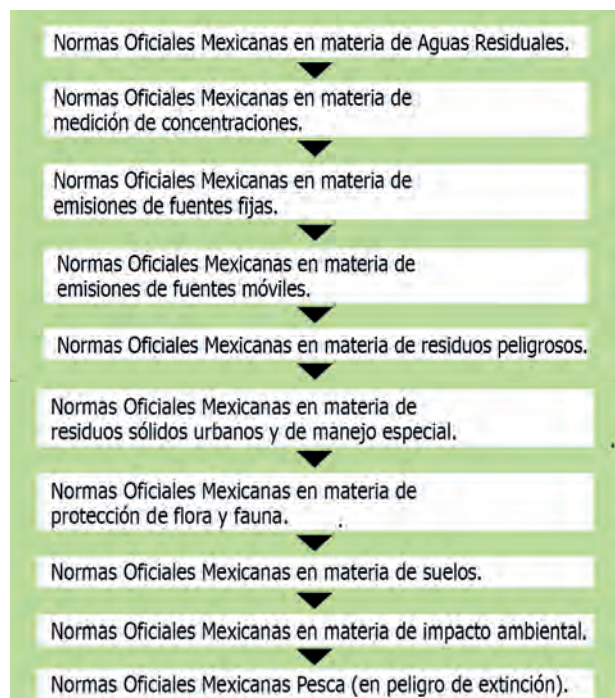 Normas Oficiales Mexicanas en materia de Aguas Residuales.
Normas Oficiales Mexicanas en materia de
medición de concentraciones.
Normas Oficiales Mexicanas en materia de
emisiones de fuentes fijas.
Normas Oficiales Mexicanas en materia de
emisiones de fuentes móviles.
Normas Oficiales Mexicanas en materia de residuos peligrosos.
Normas Oficiales Mexicanas en materia de
residuos sólidos urbanos y de manejo especial.
Normas Oficiales Mexicanas en materia de
protección de flora y fauna.
Normas Oficiales Mexicanas en materia de suelos.
Normas Oficiales Mexicanas en materia de impacto ambiental.
Normas Oficiales Mexicanas Pesca (en peligro de extinción).